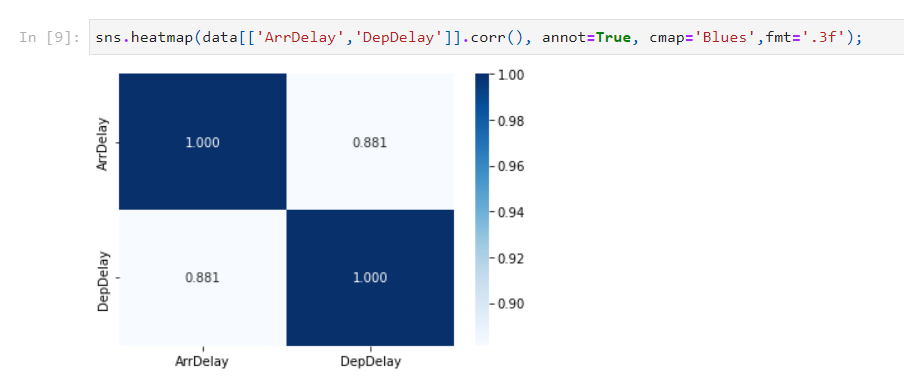 In [9]: sns.heatmap(data[['ArrDelay','DepDelay']].corr(), annot=True, cmap='Blues',fmt='.3f');
1.00
0.98
0.96
0.94
0.92
0.90
ArrDelay
1.000 0.881
DepDelay
0.881 1.000
ArrDelay DepDelay